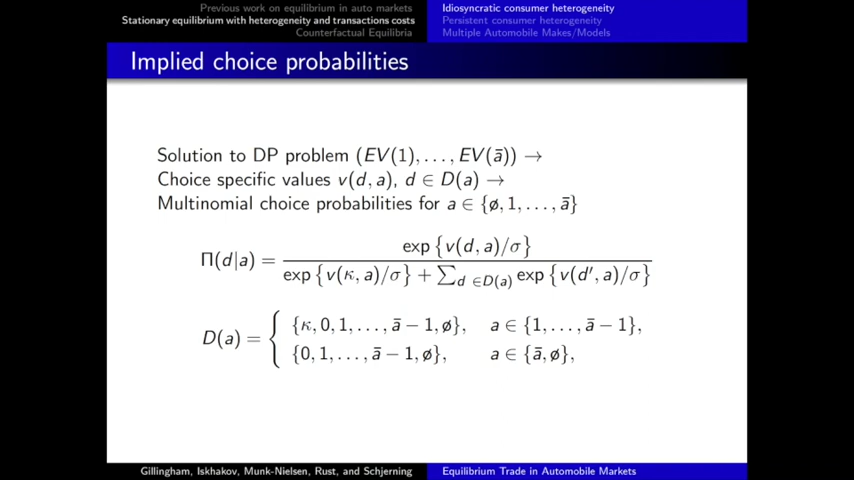 Previous work on equilibrium in auto markets
Stationary equilibrium with heterogeneity and transactions costs
Counterfactual Equilibria
Idiosyncratic consumer heterogeneity
Persistent consumer heterogeneity
Multiple Automobile Makes/Models
Implied choice probabilities
Solution to DP problem (EV(1), . . . , EV(ā)) →
Choice specific values v(d, a), d ∈ D(a) →
Multinomial choice probabilities for a ∈ {ø, 1, . . . , ā}
Π(d|a) = exp {v(d, a)/σ} / exp {v(κ, a)/σ} + ∑_{d ∈D(a)} exp {v(d′, a)/σ}
D(a) = { {κ, 0, 1, . . . , ā − 1, ø}, a ∈ {1, . . . , ā − 1},
{0, 1, . . . , ā − 1, ø}, a ∈ {ā, ø},
Gillingham, Iskhakov, Munk-Nielsen, Rust, and Schjerning
Equilibrium Trade in Automobile Markets